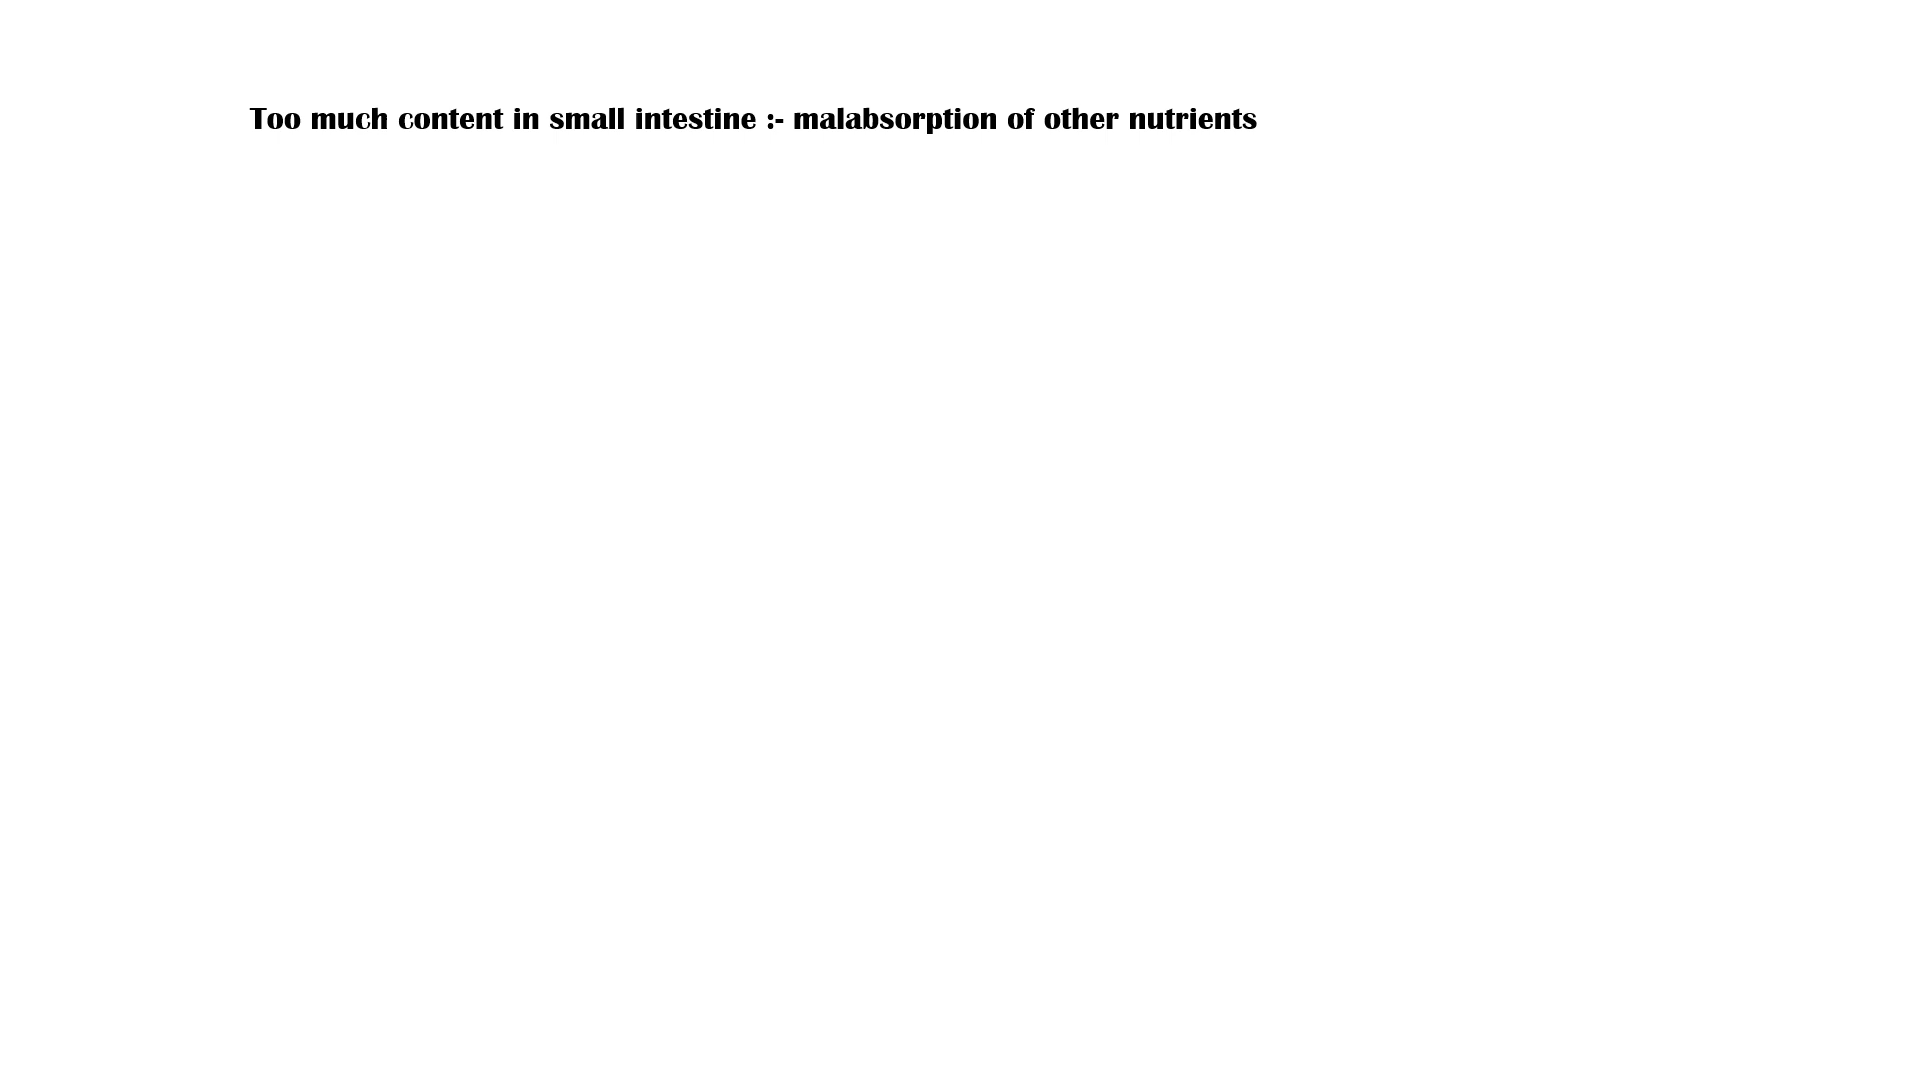 Too much content in small intestine :- malabsorption of other nutrients